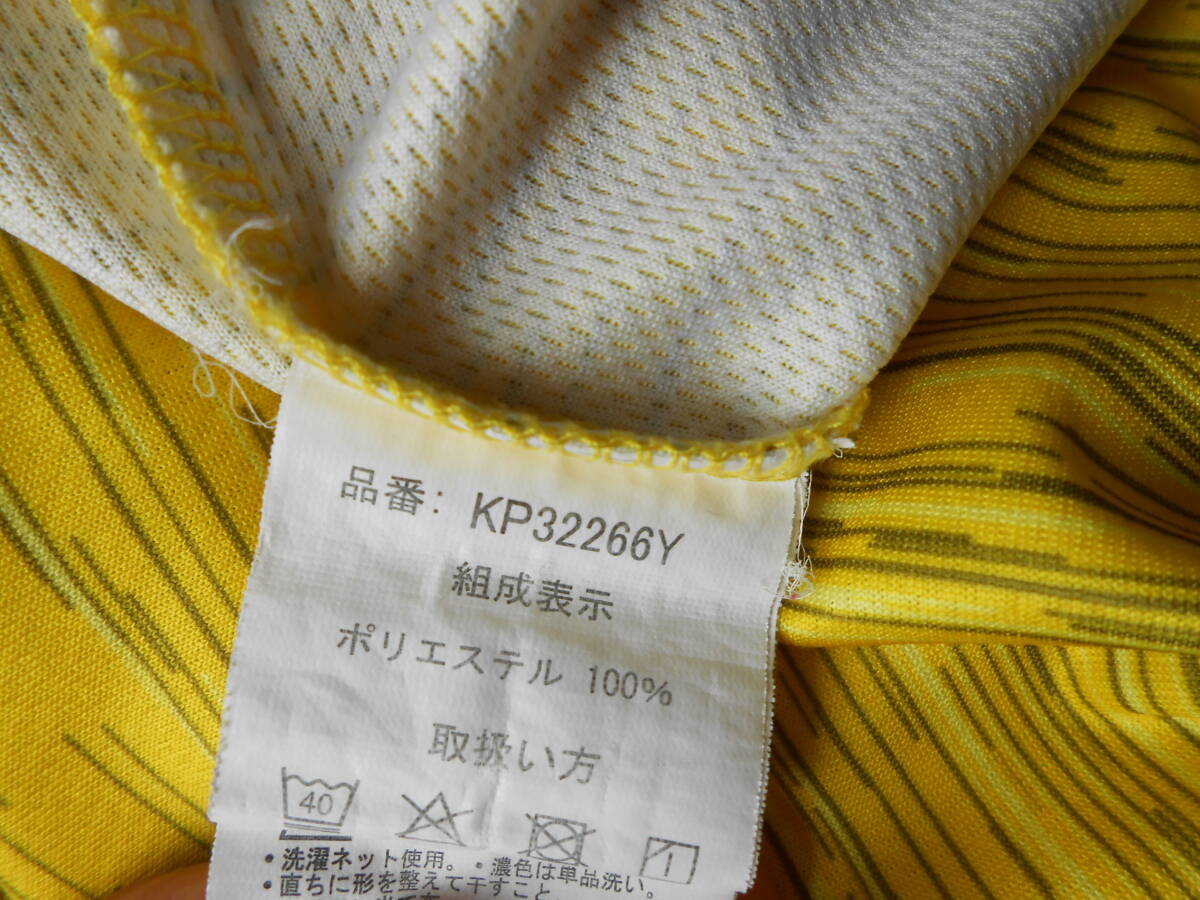 品番: KP32266Y
組成表示
ポリエステル 100%
取扱い方
40
・洗濯ネット使用。・濃色は単品洗い。
・直ちに形を整えて干すこと